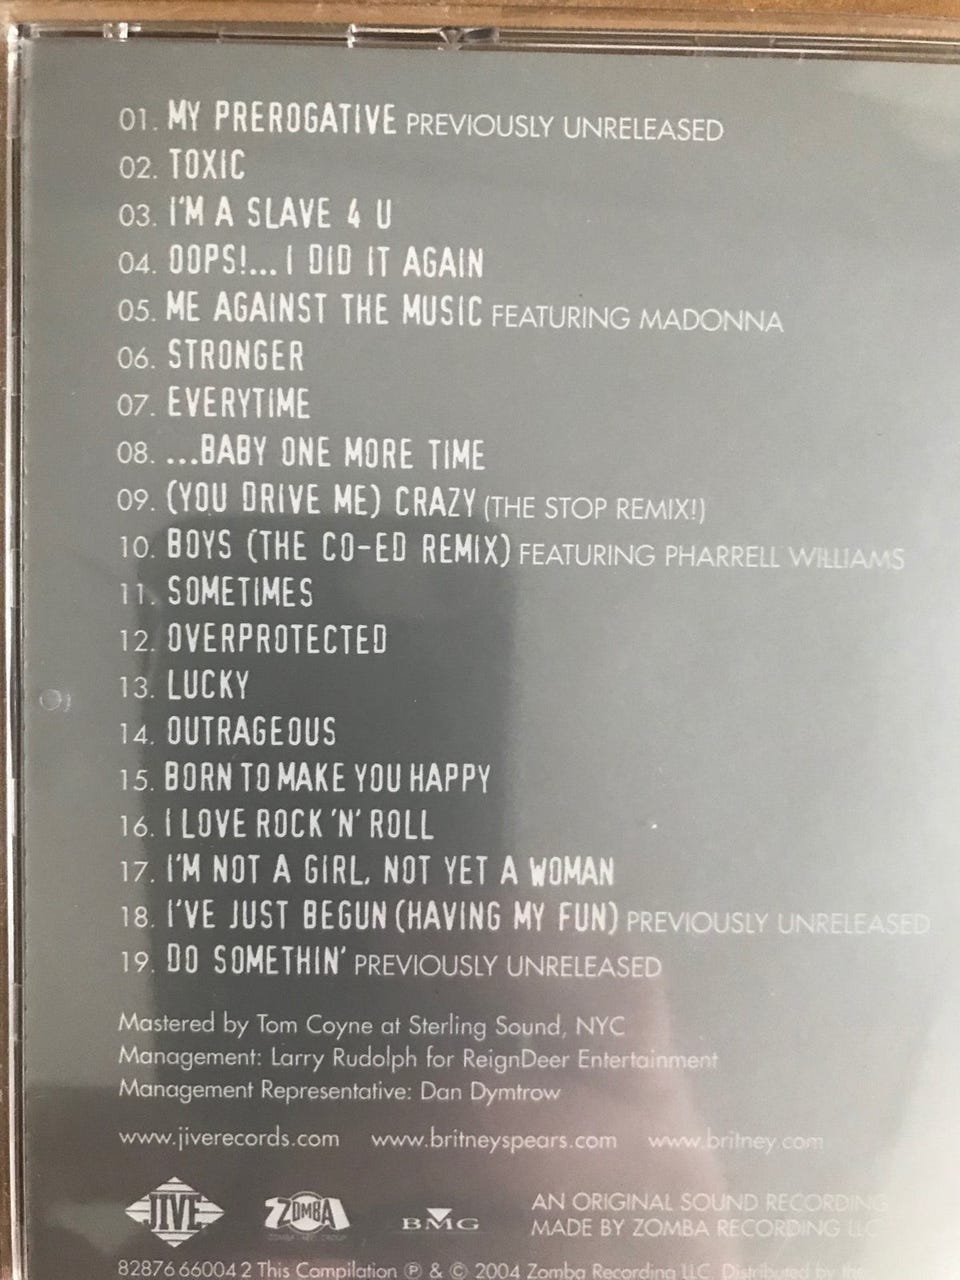 01. MY PREROGATIVE PREVIOUSLY UNRELEASED
02. TOXIC
03. I'M A SLAVE 4 U
04. OOPS!... I DID IT AGAIN
05. ME AGAINST THE MUSIC FEATURING MADONNA
06. STRONGER
07. EVERYTIME
08. ...BABY ONE MORE TIME
09. (YOU DRIVE ME) CRAZY (THE STOP REMIX!)
10. BOYS (THE CO-ED REMIX) FEATURING PHARRELL WILLIAMS
11. SOMETIMES
12. OVERPROTECTED
13. LUCKY
14. OUTRAGEOUS
15. BORN TO MAKE YOU HAPPY
16. I LOVE ROCK 'N' ROLL
17. I'M NOT A GIRL, NOT YET A WOMAN
18. I'VE JUST BEGUN (HAVING MY FUN) PREVIOUSLY UNRELEASED
19. DO SOMETHIN' PREVIOUSLY UNRELEASED
Mastered by Tom Coyne at Sterling Sound, NYC
Management: Larry Rudolph for ReignDeer Entertainment
Management Representative: Dan Dymtrow
www.jiverecords.com www.britneyspears.com www.britney.com
JIVE ZOMBA BMG
ZOMBA LABEL GROUP
AN ORIGINAL SOUND RECORDING
MADE BY ZOMBA RECORDING LLC
82876 66004 2 This Compilation ℗ & © 2004 Zomba Recording LLC. Distributed by the